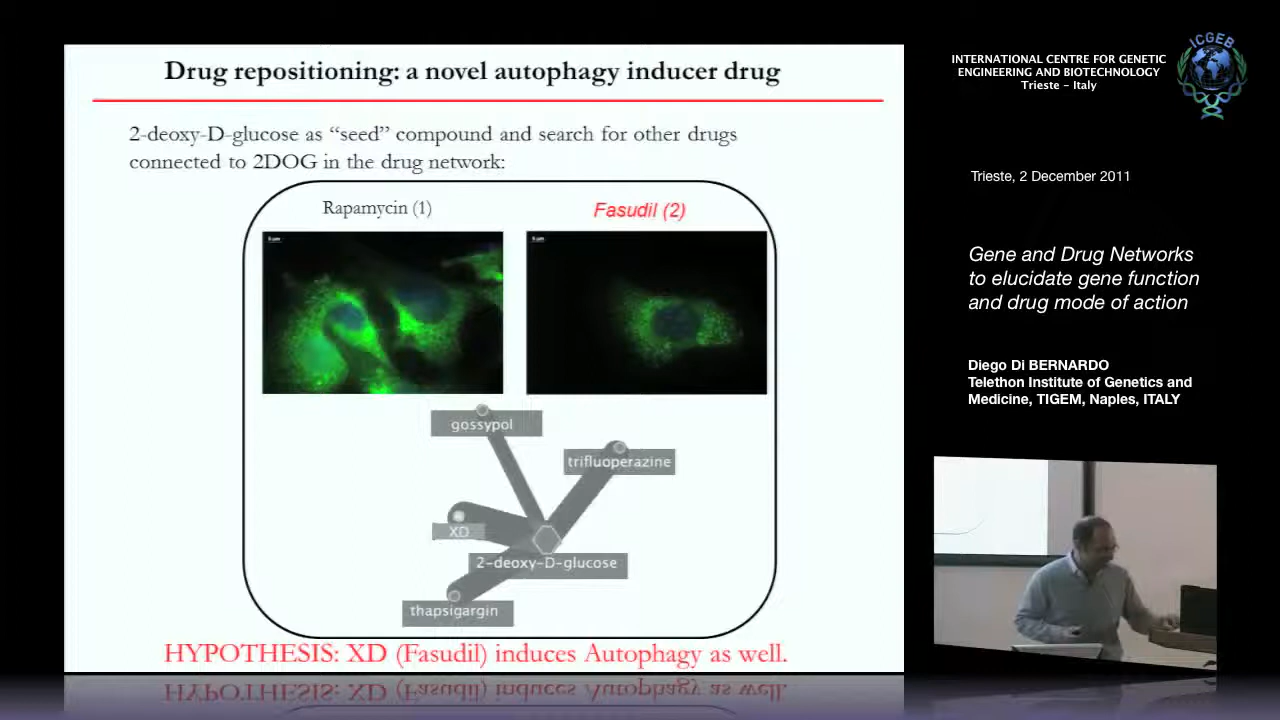 Drug repositioning: a novel autophagy inducer drug
2-deoxy-D-glucose as “seed” compound and search for other drugs
connected to 2DOG in the drug network:
Rapamycin (1)
Fasudil (2)
5 µm
5 µm
gossypol
trifluoperazine
XD
2-deoxy-D-glucose
thapsigargin
HYPOTHESIS: XD (Fasudil) induces Autophagy as well.
INTERNATIONAL CENTRE FOR GENETIC
ENGINEERING AND BIOTECHNOLOGY
Trieste - Italy
ICGEB
Trieste, 2 December 2011
Gene and Drug Networks
to elucidate gene function
and drug mode of action
Diego Di BERNARDO
Telethon Institute of Genetics and
Medicine, TIGEM, Naples, ITALY